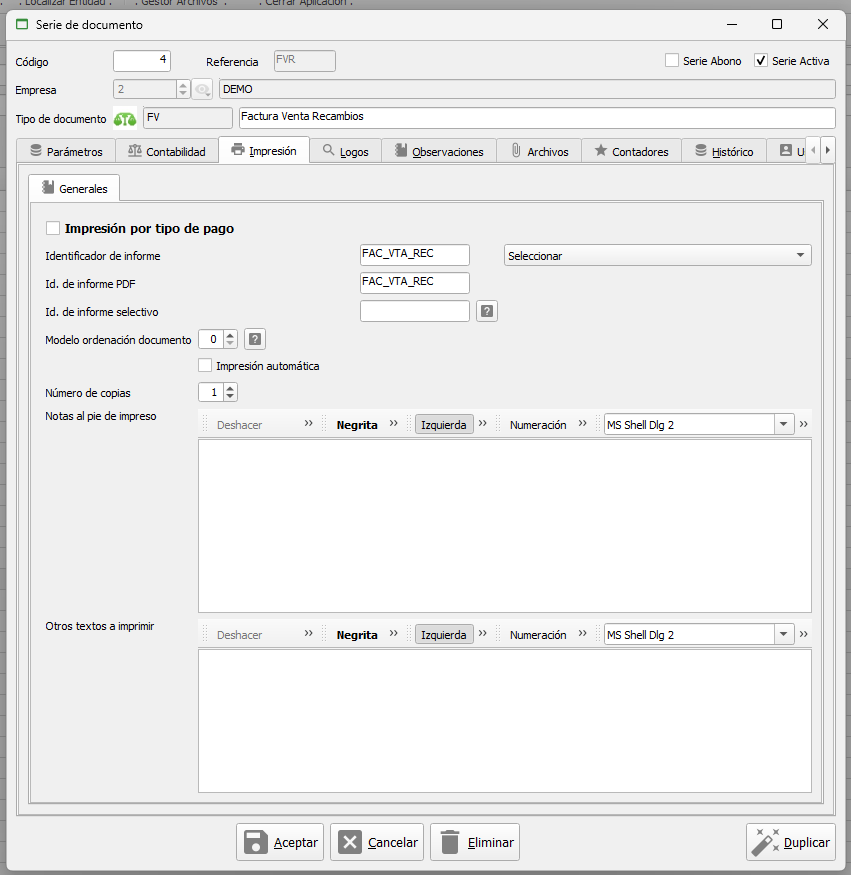 . Localizar Entidad . . Gestor Archivos . . Cerrar Aplicación .
Serie de documento
Código 4 Referencia FVR Serie Abono Serie Activa
Empresa 2 DEMO
Tipo de documento FV Factura Venta Recambios
Parámetros Contabilidad Impresión Logos Observaciones Archivos Contadores Histórico U
Generales
Impresión por tipo de pago
Identificador de informe FAC_VTA_REC Seleccionar
Id. de informe PDF FAC_VTA_REC
Id. de informe selectivo ?
Modelo ordenación documento 0 ?
Impresión automática
Número de copias 1
Notas al pie de impreso Deshacer » Negrita » Izquierda » Numeración » MS Shell Dlg 2 »
Otros textos a imprimir Deshacer » Negrita » Izquierda » Numeración » MS Shell Dlg 2 »
Aceptar Cancelar Eliminar Duplicar